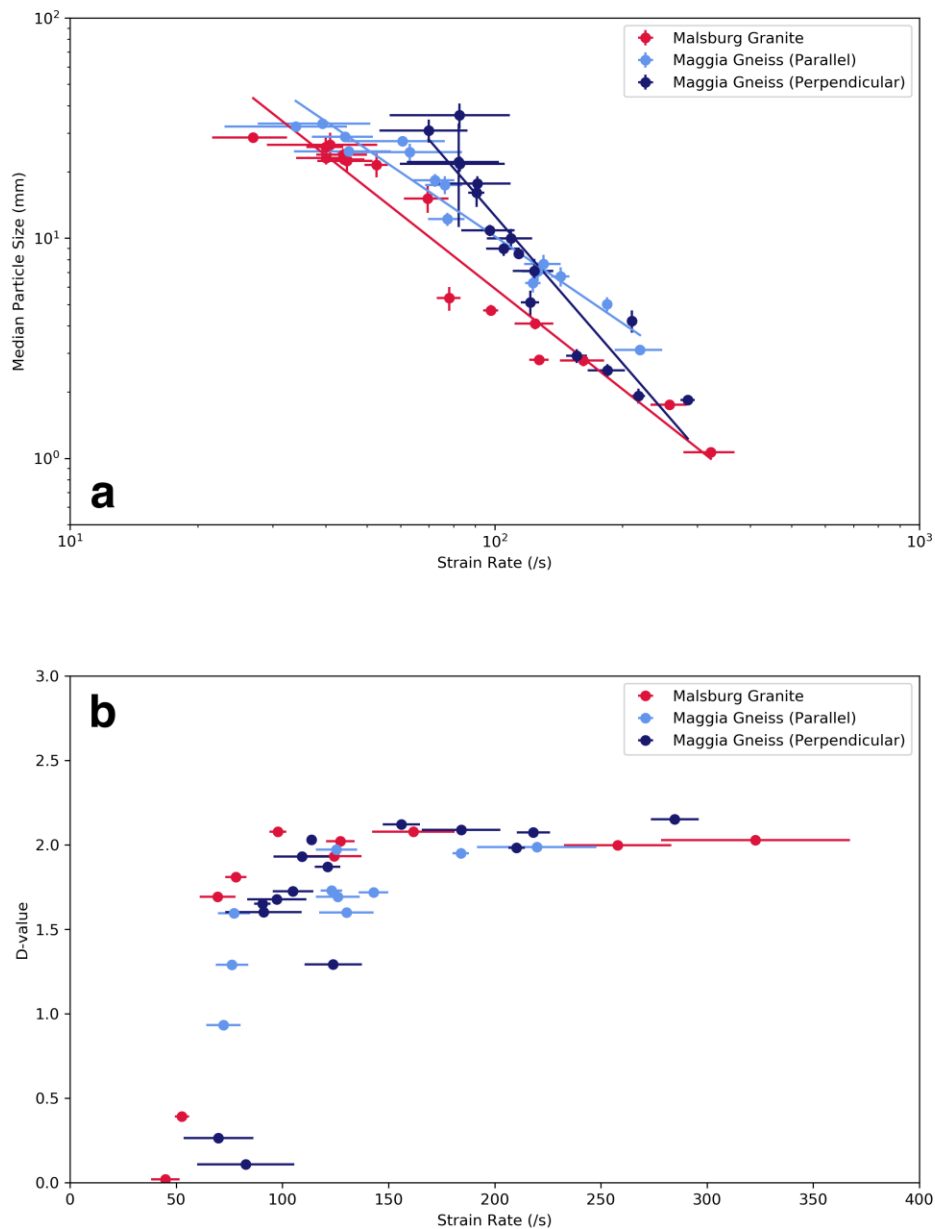 10²
Malsburg Granite
Maggia Gneiss (Parallel)
Maggia Gneiss (Perpendicular)
Median Particle Size (mm)
10¹
10⁰
a
10¹
10²
10³
Strain Rate (/s)
3.0
b
Malsburg Granite
Maggia Gneiss (Parallel)
Maggia Gneiss (Perpendicular)
2.5
2.0
D-value
1.5
1.0
0.5
0.0
0 50 100 150 200 250 300 350 400
Strain Rate (/s)